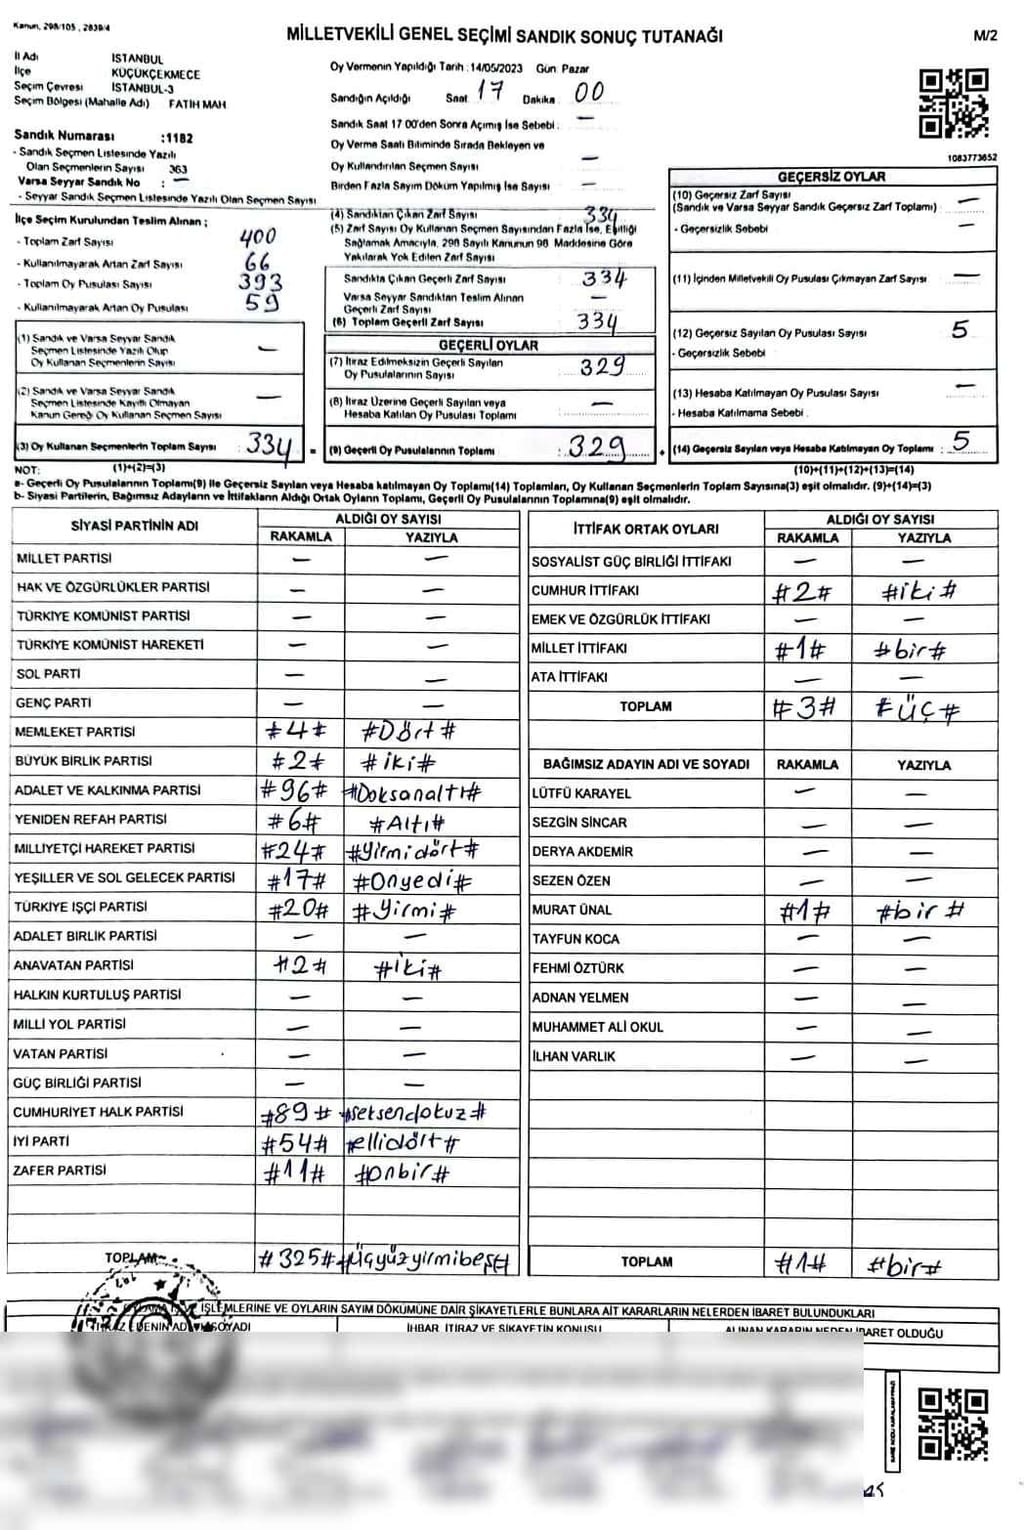 Kanun, 298/105 , 2839/4
MİLLETVEKİLİ GENEL SEÇİMİ SANDIK SONUÇ TUTANAĞI
M/2
İl Adı İSTANBUL
İlçe KÜÇÜKÇEKMECE
Seçim Çevresi İSTANBUL-3
Seçim Bölgesi (Mahalle Adı) FATİH MAH
Sandık Numarası :1182
- Sandık Seçmen Listesinde Yazılı
Olan Seçmenlerin Sayısı 363
Varsa Seyyar Sandık No : —
- Seyyar Sandık Seçmen Listesinde Yazılı Olan Seçmen Sayısı
Oy Vermenin Yapıldığı Tarih :14/05/2023 Gün: Pazar
Sandığın Açıldığı Saat 17 Dakika 00
Sandık Saat 17 00'den Sonra Açımış İse Sebebi : —
Oy Verme Saati Bitiminde Sırada Bekleyen ve
Oy Kullandırılan Seçmen Sayısı —
Birden Fazla Sayım Döküm Yapılmış İse Sayısı —
1083773652
İlçe Seçim Kurulundan Teslim Alınan ;
- Toplam Zarf Sayısı 400
- Kullanılmayarak Artan Zarf Sayısı 66
- Toplam Oy Pusulası Sayısı 393
- Kullanılmayarak Artan Oy Pusulası 59
(1) Sandık ve Varsa Seyyar Sandık
Seçmen Listesinde Yazılı Olup
Oy Kullanan Seçmenlerin Sayısı —
(2) Sandık ve Varsa Seyyar Sandık
Seçmen Listesinde Kayıtlı Olmayan
Kanun Gereği Oy Kullanan Seçmen Sayısı —
(3) Oy Kullanan Seçmenlerin Toplam Sayısı : 334 =
(4) Sandıktan Çıkan Zarf Sayısı 334
(5) Zarf Sayısı Oy Kullanan Seçmen Sayısından Fazla İse, Eşitliği
Sağlamak Amacıyla, 298 Sayılı Kanunun 98 Maddesine Göre
Yakılarak Yok Edilen Zarf Sayısı
Sandıkta Çıkan Geçerli Zarf Sayısı 334
Varsa Seyyar Sandıktan Teslim Alınan
Geçerli Zarf Sayısı —
(6) Toplam Geçerli Zarf Sayısı 334
GEÇERLİ OYLAR
(7) İtiraz Edilmeksizin Geçerli Sayılan
Oy Pusulalarının Sayısı 329
(8) İtiraz Üzerine Geçerli Sayılan veya
Hesaba Katılan Oy Pusulası Toplamı —
(9) Geçerli Oy Pusulalarının Toplamı : 329 +
GEÇERSİZ OYLAR
(10) Geçersiz Zarf Sayısı
(Sandık ve Varsa Seyyar Sandık Geçersiz Zarf Toplamı) —
- Geçersizlik Sebebi —
(11) İçinden Milletvekili Oy Pusulası Çıkmayan Zarf Sayısı —
(12) Geçersiz Sayılan Oy Pusulası Sayısı 5
- Geçersizlik Sebebi
(13) Hesaba Katılmayan Oy Pusulası Sayısı —
- Hesaba Katılmama Sebebi
(14) Geçersiz Sayılan veya Hesaba Katılmayan Oy Toplamı : 5
NOT: (1)+(2)=(3) (10)+(11)+(12)+(13)=(14)
a- Geçerli Oy Pusulalarının Toplamı(9) ile Geçersiz Sayılan veya Hesaba katılmayan Oy Toplamı(14) Toplamları, Oy Kullanan Seçmenlerin Toplam Sayısına(3) eşit olmalıdır. (9)+(14)=(3)
b- Siyasi Partilerin, Bağımsız Adayların ve İttifakların Aldığı Ortak Oyların Toplamı, Geçerli Oy Pusulalarının Toplamına(9) eşit olmalıdır.
SİYASİ PARTİNİN ADI ALDIĞI OY SAYISI
RAKAMLA YAZIYLA
MİLLET PARTİSİ — —
HAK VE ÖZGÜRLÜKLER PARTİSİ — —
TÜRKİYE KOMÜNİST PARTİSİ — —
TÜRKİYE KOMÜNİST HAREKETİ — —
SOL PARTİ — —
GENÇ PARTİ — —
MEMLEKET PARTİSİ #4# #Dört#
BÜYÜK BİRLİK PARTİSİ #2# #iki#
ADALET VE KALKINMA PARTİSİ #96# #Doksanaltı#
YENİDEN REFAH PARTİSİ #6# #Altı#
MİLLİYETÇİ HAREKET PARTİSİ #24# #Yirmidört#
YEŞİLLER VE SOL GELECEK PARTİSİ #17# #Onyedi#
TÜRKİYE İŞÇİ PARTİSİ #20# #Yirmi#
ADALET BİRLİK PARTİSİ — —
ANAVATAN PARTİSİ #2# #iki#
HALKIN KURTULUŞ PARTİSİ — —
MİLLİ YOL PARTİSİ — —
VATAN PARTİSİ — —
GÜÇ BİRLİĞİ PARTİSİ — —
CUMHURİYET HALK PARTİSİ #89# #seksendokuz#
İYİ PARTİ #54# #ellidört#
ZAFER PARTİSİ #11# #onbir#
TOPLAM #325# #Üçyüzyirmibeş#
İTTİFAK ORTAK OYLARI ALDIĞI OY SAYISI
RAKAMLA YAZIYLA
SOSYALİST GÜÇ BİRLİĞİ İTTİFAKI — —
CUMHUR İTTİFAKI #2# #iki#
EMEK VE ÖZGÜRLÜK İTTİFAKI — —
MİLLET İTTİFAKI #1# #bir#
ATA İTTİFAKI — —
TOPLAM #3# #üç#
BAĞIMSIZ ADAYIN ADI VE SOYADI RAKAMLA YAZIYLA
LÜTFÜ KARAYEL — —
SEZGİN SİNCAR — —
DERYA AKDEMİR — —
SEZEN ÖZEN — —
MURAT ÜNAL #1# #bir#
TAYFUN KOCA — —
FEHMİ ÖZTÜRK — —
ADNAN YELMEN — —
MUHAMMET ALİ OKUL — —
İLHAN VARLIK — —
TOPLAM #1# #bir#
İŞLEMLERİNE VE OYLARIN SAYIM DÖKÜMÜNE DAİR ŞİKAYETLERLE BUNLARA AİT KARARLARIN NELERDEN İBARET BULUNDUKLARI
İHBAR, İTİRAZ VE ŞİKAYETİN KONUSU ALINAN KARARIN NEDEN İBARET OLDUĞU